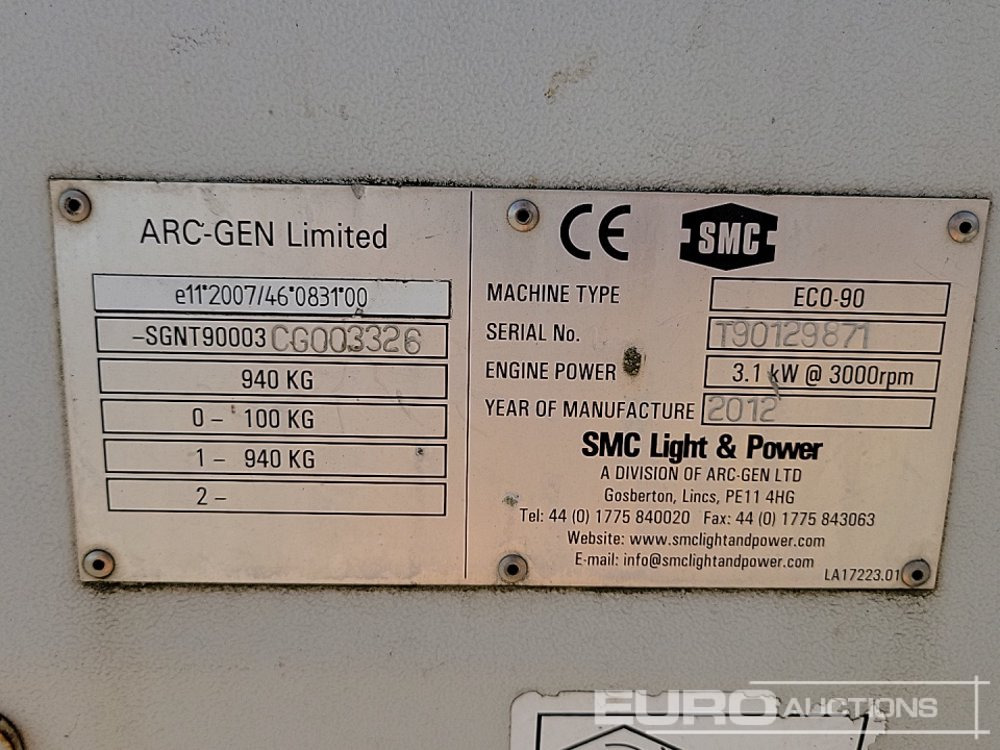 ARC-GEN Limited
e11*2007/46*0831*00
-SGNT90003 CG003326
940 KG
0 - 100 KG
1 - 940 KG
2 -
CE SMC
MACHINE TYPE ECO-90
SERIAL No. T90129871
ENGINE POWER 3.1 kW @ 3000rpm
YEAR OF MANUFACTURE 2012
SMC Light & Power
A DIVISION OF ARC-GEN LTD
Gosberton, Lincs, PE11 4HG
Tel: 44 (0) 1775 840020 Fax: 44 (0) 1775 843063
Website: www.smclightandpower.com
E-mail: info@smclightandpower.com
LA17223.01
EURO AUCTIONS